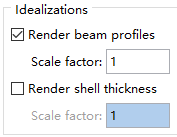 Idealizations
Render beam profiles
Scale factor: 1
Render shell thickness
Scale factor: 1